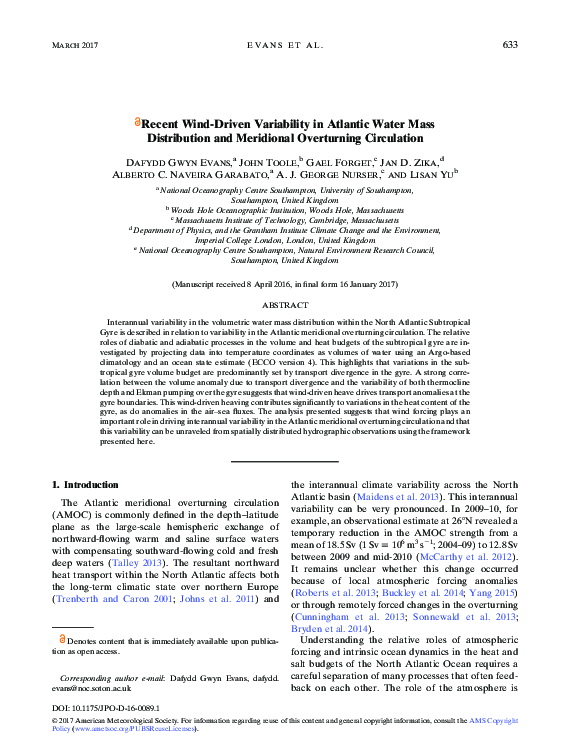 MARCH 2017
EVANS ET AL.
633
Recent Wind-Driven Variability in Atlantic Water Mass
Distribution and Meridional Overturning Circulation
DAFYDD GWYN EVANS,a JOHN TOOLE,b GAEL FORGET,c JAN D. ZIKA,d
ALBERTO C. NAVEIRA GARABATO,a A. J. GEORGE NURSER,e AND LISAN YUb
a National Oceanography Centre Southampton, University of Southampton,
Southampton, United Kingdom
b Woods Hole Oceanographic Institution, Woods Hole, Massachusetts
c Massachusetts Institute of Technology, Cambridge, Massachusetts
d Department of Physics, and the Grantham Institute Climate Change and the Environment,
Imperial College London, London, United Kingdom
e National Oceanography Centre Southampton, Natural Environment Research Council,
Southampton, United Kingdom
(Manuscript received 8 April 2016, in final form 16 January 2017)
ABSTRACT
Interannual variability in the volumetric water mass distribution within the North Atlantic Subtropical
Gyre is described in relation to variability in the Atlantic meridional overturning circulation. The relative
roles of diabatic and adiabatic processes in the volume and heat budgets of the subtropical gyre are in-
vestigated by projecting data into temperature coordinates as volumes of water using an Argo-based
climatology and an ocean state estimate (ECCO version 4). This highlights that variations in the sub-
tropical gyre volume budget are predominantly set by transport divergence in the gyre. A strong corre-
lation between the volume anomaly due to transport divergence and the variability of both thermocline
depth and Ekman pumping over the gyre suggests that wind-driven heave drives transport anomalies at the
gyre boundaries. This wind-driven heaving contributes significantly to variations in the heat content of the
gyre, as do anomalies in the air–sea fluxes. The analysis presented suggests that wind forcing plays an
important role in driving interannual variability in the Atlantic meridional overturning circulation and that
this variability can be unraveled from spatially distributed hydrographic observations using the framework
presented here.
1. Introduction
The Atlantic meridional overturning circulation
(AMOC) is commonly defined in the depth–latitude
plane as the large-scale hemispheric exchange of
northward-flowing warm and saline surface waters
with compensating southward-flowing cold and fresh
deep waters (Talley 2013). The resultant northward
heat transport within the North Atlantic affects both
the long-term climatic state over northern Europe
(Trenberth and Caron 2001; Johns et al. 2011) and
Denotes content that is immediately available upon publica-
tion as open access.
Corresponding author e-mail: Dafydd Gwyn Evans, dafydd.
evans@noc.soton.ac.uk
the interannual climate variability across the North
Atlantic basin (Maidens et al. 2013). This interannual
variability can be very pronounced. In 2009–10, for
example, an observational estimate at 26°N revealed a
temporary reduction in the AMOC strength from a
mean of 18.5 Sv (1 Sv = 10⁶ m³ s⁻¹; 2004–09) to 12.8 Sv
between 2009 and mid-2010 (McCarthy et al. 2012).
It remains unclear whether this change occurred
because of local atmospheric forcing anomalies
(Roberts et al. 2013; Buckley et al. 2014; Yang 2015)
or through remotely forced changes in the overturning
(Cunningham et al. 2013; Sonnewald et al. 2013;
Bryden et al. 2014).
Understanding the relative roles of atmospheric
forcing and intrinsic ocean dynamics in the heat and
salt budgets of the North Atlantic Ocean requires a
careful separation of many processes that often feed-
back on each other. The role of the atmosphere is
DOI: 10.1175/JPO-D-16-0089.1
© 2017 American Meteorological Society. For information regarding reuse of this content and general copyright information, consult the AMS Copyright
Policy (www.ametsoc.org/PUBSReuseLicenses).